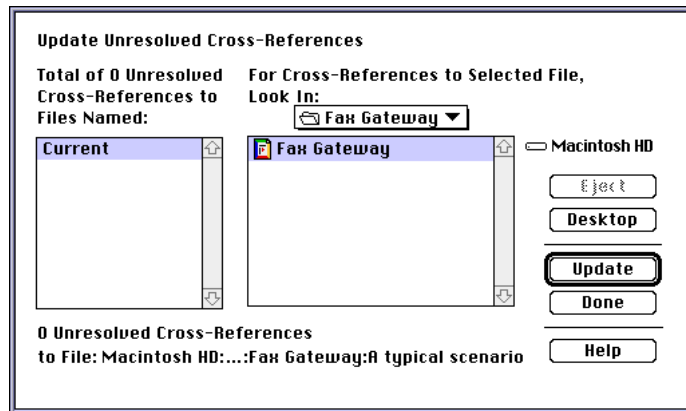 Update Unresolved Cross-References
Total of 0 Unresolved
Cross-References to
Files Named:
For Cross-References to Selected File,
Look In:
Fax Gateway
Current
Fax Gateway
Macintosh HD
Eject
Desktop
Update
Done
Help
0 Unresolved Cross-References
to File: Macintosh HD:...:Fax Gateway:A typical scenario